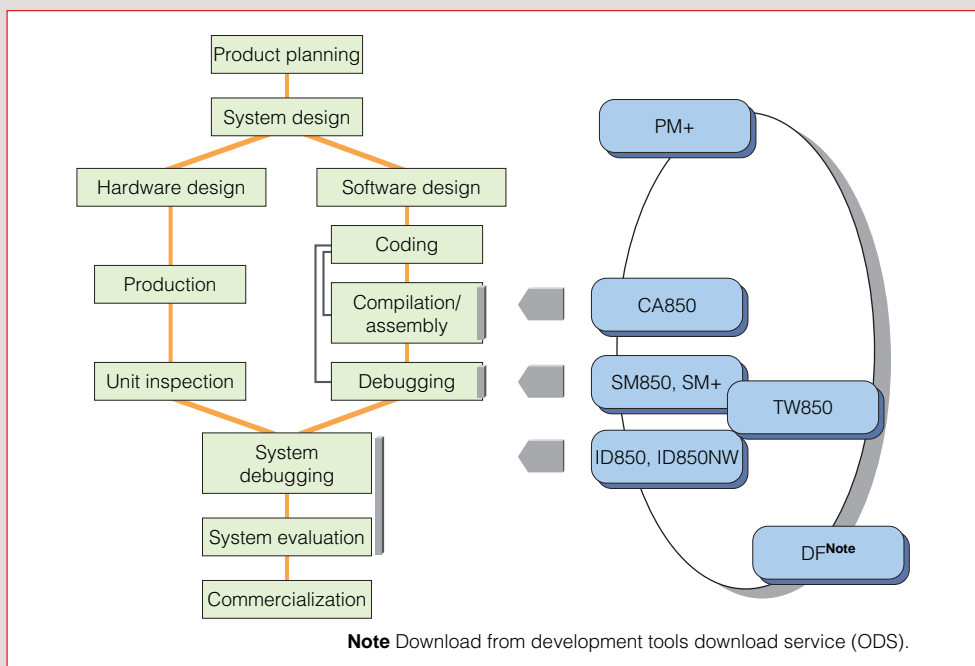 Product planning
System design
Hardware design
Software design
Coding
Production
Compilation/
assembly
Unit inspection
Debugging
System
debugging
System evaluation
Commercialization
PM+
CA850
SM850, SM+
TW850
ID850, ID850NW
DFNote
Note Download from development tools download service (ODS).